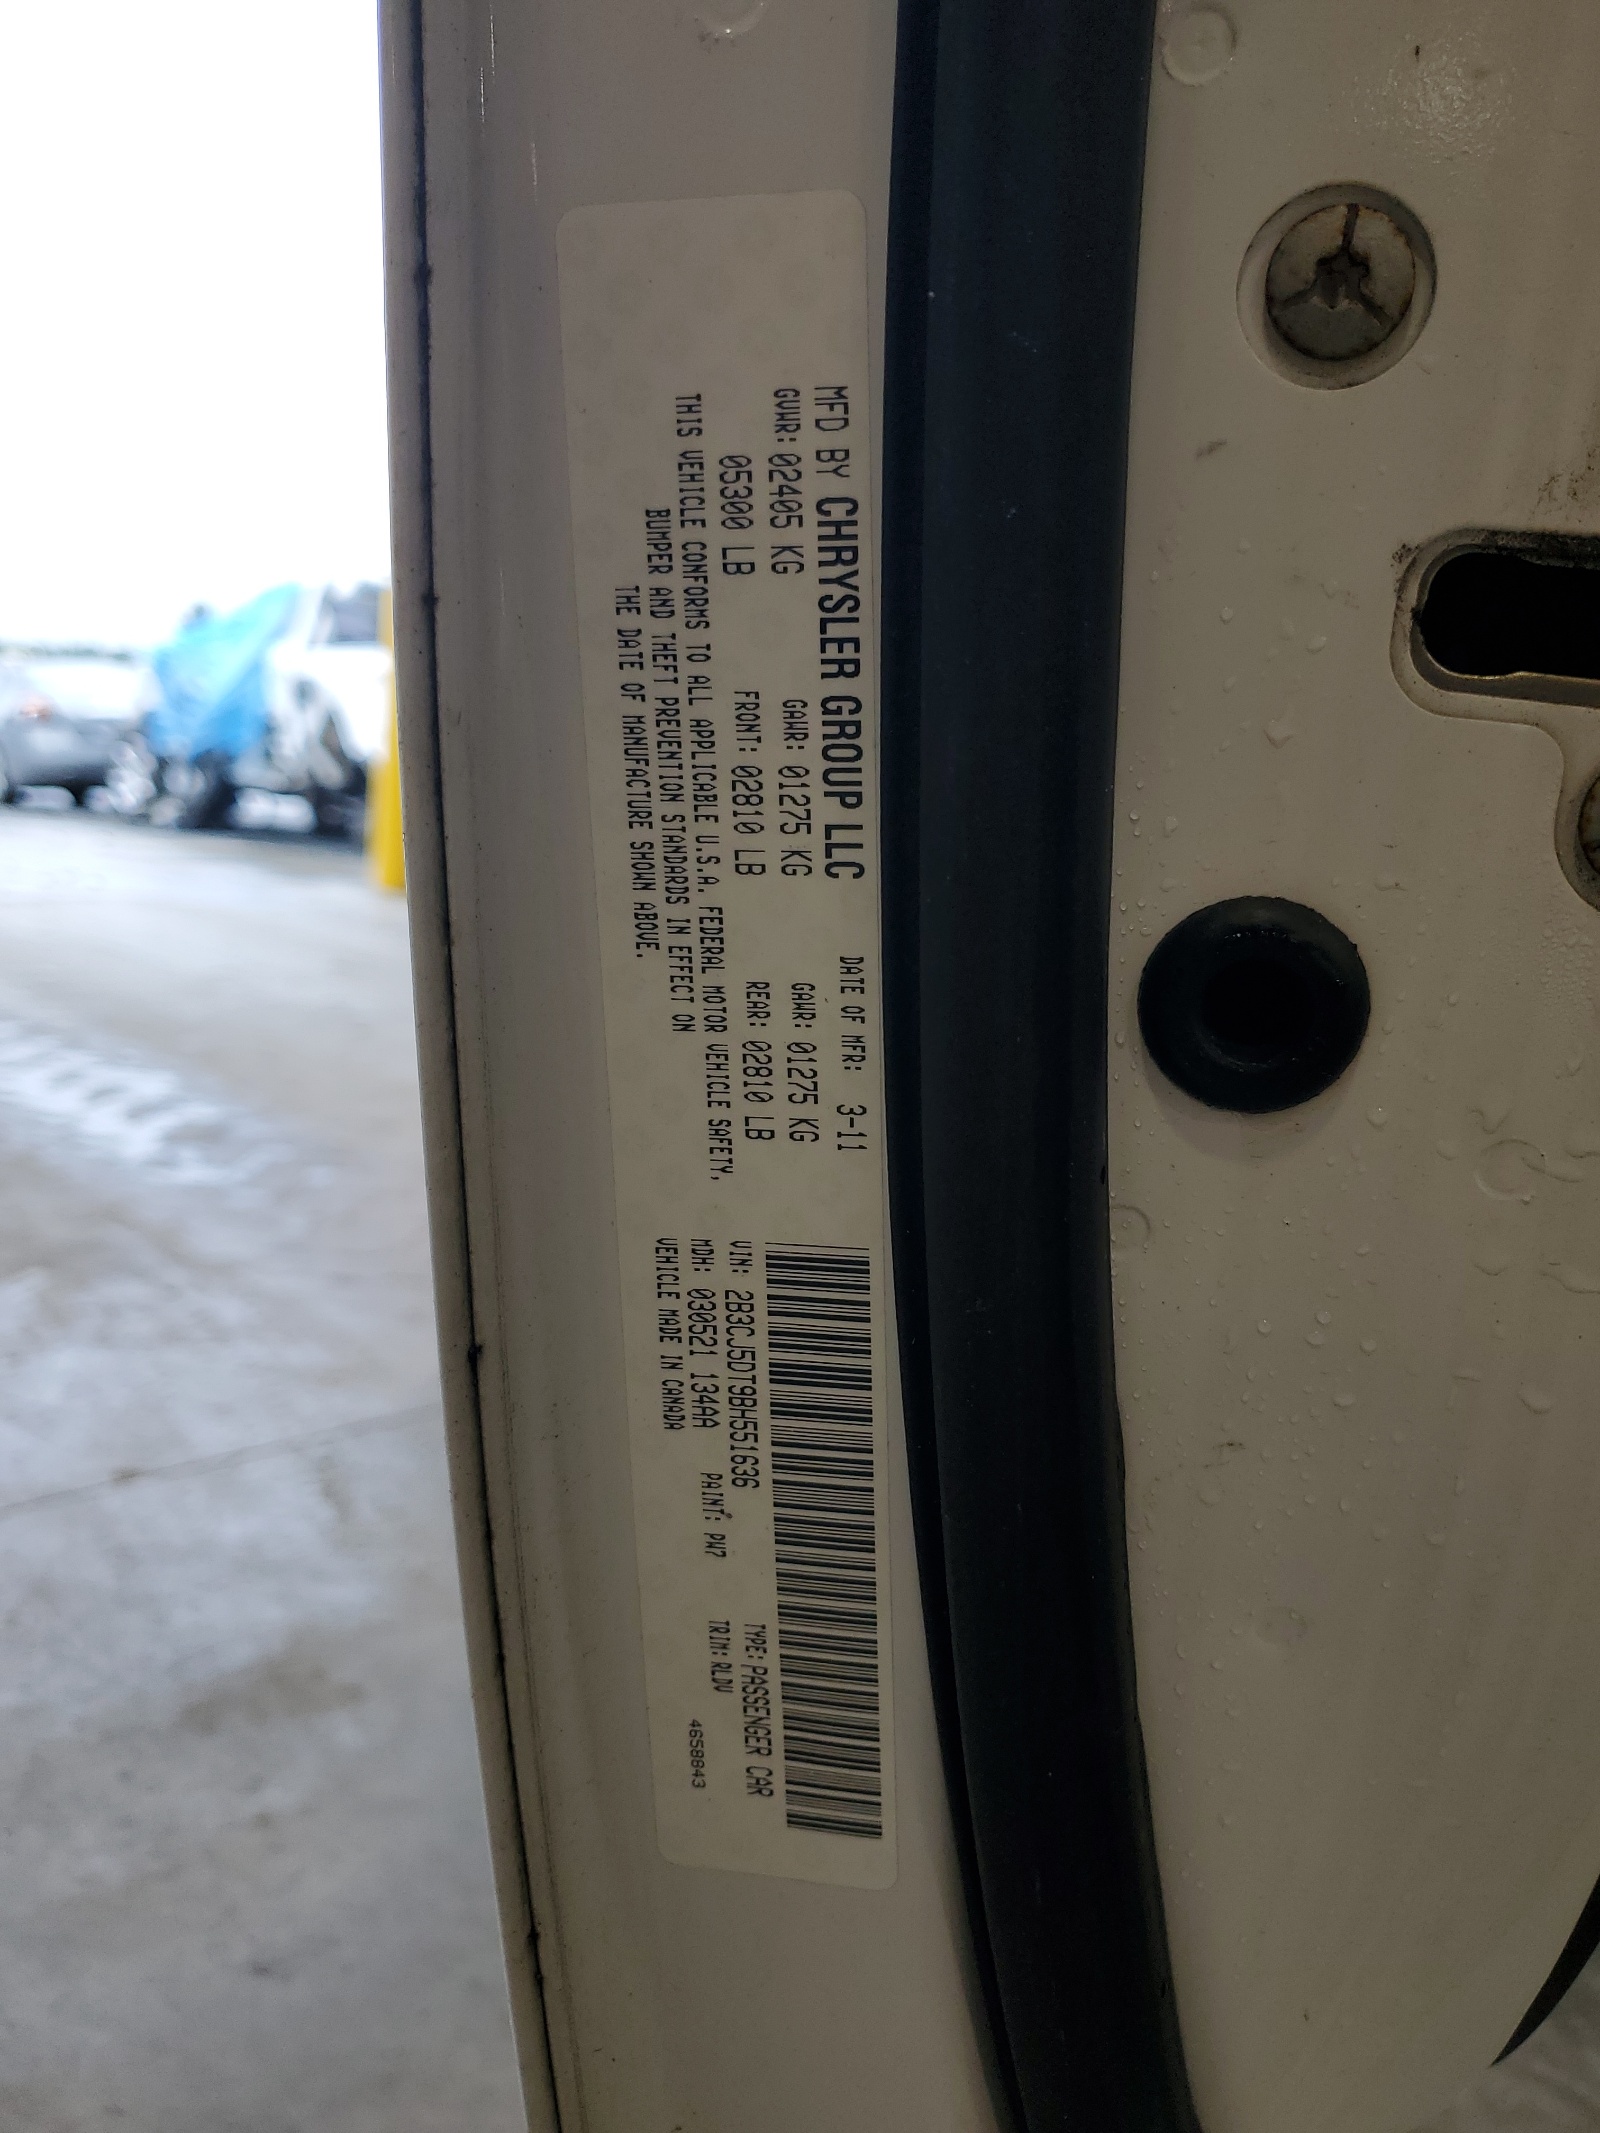 MFD BY CHRYSLER GROUP LLC DATE OF MFR: 3-11
GVWR: 02405 KG GAWR: 01275 KG GAWR: 01275 KG
05300 LB FRONT: 02810 LB REAR: 02810 LB
THIS VEHICLE CONFORMS TO ALL APPLICABLE U.S.A. FEDERAL MOTOR VEHICLE SAFETY,
BUMPER AND THEFT PREVENTION STANDARDS IN EFFECT ON
THE DATE OF MANUFACTURE SHOWN ABOVE.
VIN: 2B3CJ5DT9BH551636 TYPE: PASSENGER CAR
MDH: 030521 134AA PAINT: PW7 TRIM: RLDV
VEHICLE MADE IN CANADA 4658843